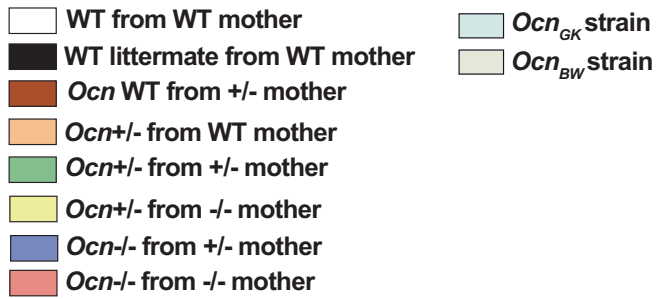 WT from WT mother
WT littermate from WT mother
Ocn WT from +/- mother
Ocn+/- from WT mother
Ocn+/- from +/- mother
Ocn+/- from -/- mother
Ocn-/- from +/- mother
Ocn-/- from -/- mother
OcnGK strain
OcnBW strain